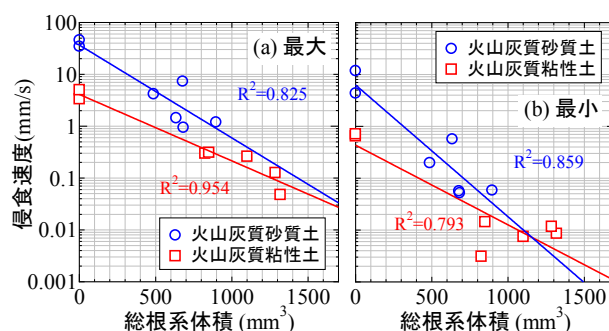 侵食速度(mm/s)
100
10
1
0.1
0.01
0.001
(a) 最大
R²=0.825
R²=0.954
火山灰質砂質土
火山灰質粘性土
0 500 1000 1500
総根系体積 (mm³)
火山灰質砂質土
火山灰質粘性土
(b) 最小
R²=0.859
R²=0.793
0 500 1000 1500
総根系体積 (mm³)